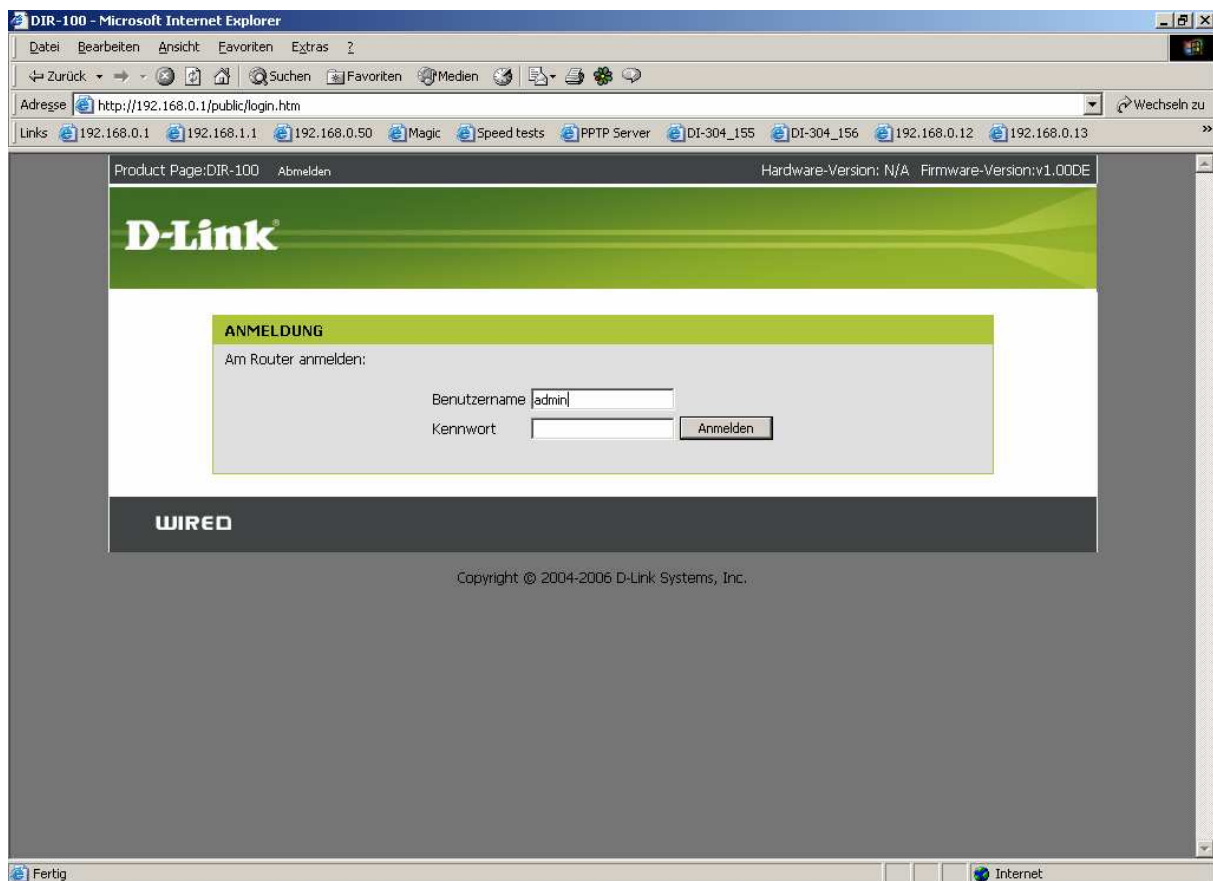 DIR-100 - Microsoft Internet Explorer
Datei Bearbeiten Ansicht Favoriten Extras ?
Zurück Suchen Favoriten Medien
Adresse http://192.168.0.1/public/login.htm Wechseln zu
Links 192.168.0.1 192.168.1.1 192.168.0.50 Magic Speed tests PPTP Server DI-304_155 DI-304_156 192.168.0.12 192.168.0.13 »
Product Page:DIR-100 Abmelden Hardware-Version: N/A Firmware-Version:v1.00DE
D-Link®
ANMELDUNG
Am Router anmelden:
Benutzername admin
Kennwort Anmelden
WIRED
Copyright © 2004-2006 D-Link Systems, Inc.
Fertig Internet